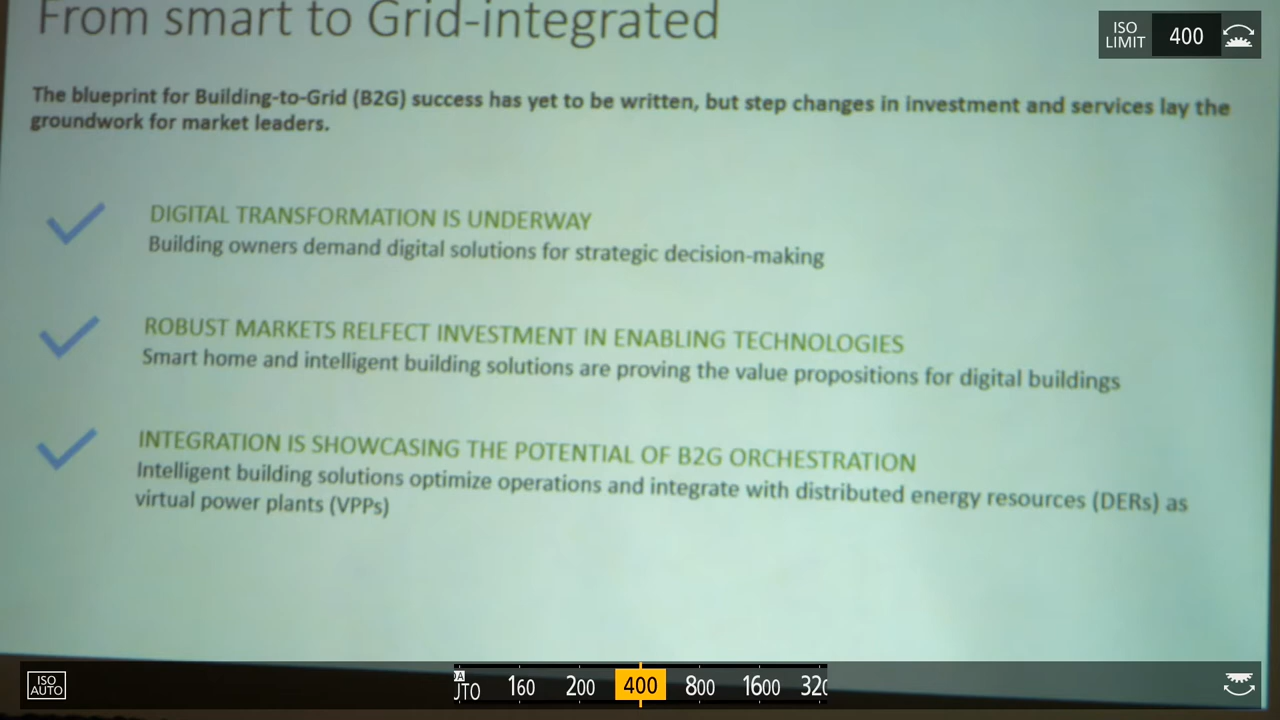 From smart to Grid-integrated
ISO
LIMIT
400
The blueprint for Building-to-Grid (B2G) success has yet to be written, but step changes in investment and services lay the
groundwork for market leaders.
DIGITAL TRANSFORMATION IS UNDERWAY
Building owners demand digital solutions for strategic decision-making
ROBUST MARKETS RELFECT INVESTMENT IN ENABLING TECHNOLOGIES
Smart home and intelligent building solutions are proving the value propositions for digital buildings
INTEGRATION IS SHOWCASING THE POTENTIAL OF B2G ORCHESTRATION
Intelligent building solutions optimize operations and integrate with distributed energy resources (DERs) as
virtual power plants (VPPs)
ISO
AUTO
160 200 400 800 1600